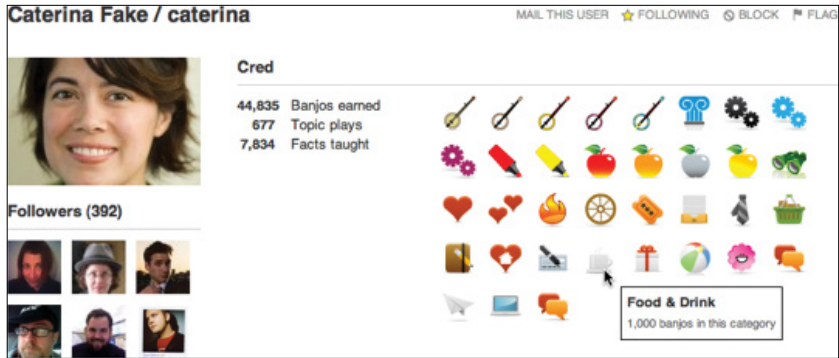 Caterina Fake / caterina
MAIL THIS USER FOLLOWING BLOCK FLAG
Cred
44,835 Banjos earned
677 Topic plays
7,834 Facts taught
Followers (392)
Food & Drink
1,000 banjos in this category